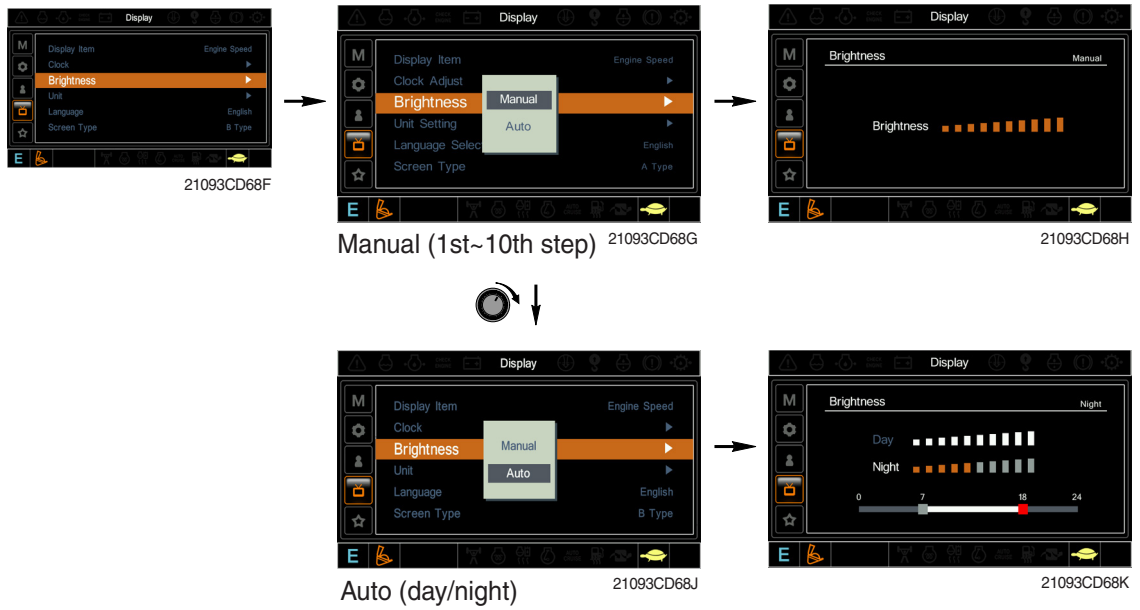 Display
M
Display Item Engine Speed
Clock
Brightness
Unit
Language English
Screen Type B Type
E
21093CD68F
Display
M
Display Item Engine Speed
Clock Adjust
Brightness
Manual
Auto
Unit Setting
Language Selec English
Screen Type A Type
E
Manual (1st~10th step) 21093CD68G
Display
M
Brightness Manual
Brightness
E
21093CD68H
Display
M
Display Item Engine Speed
Clock
Brightness
Manual
Auto
Unit
Language English
Screen Type B Type
E
Auto (day/night) 21093CD68J
Display
M
Brightness Night
Day
Night
0 7 18 24
E
21093CD68K